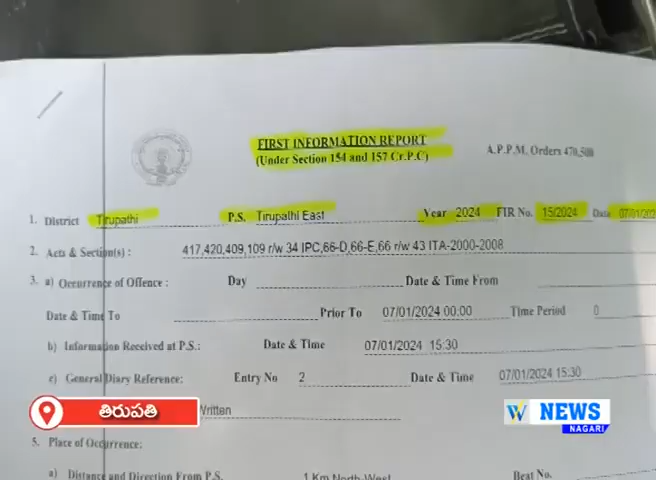 FIRST INFORMATION REPORT
(Under Section 154 and 157 Cr.P.C)
A.P.P.M. Orders 470,500
1. District Tirupathi P.S. Tirupathi East Year 2024 FIR No. 15/2024 Date 07/01/202
2. Acts & Section(s) : 417,420,409,109 r/w 34 IPC,66-D,66-E,66 r/w 43 ITA-2000-2008
3. a) Occurrence of Offence : Day Date & Time From
Date & Time To Prior To 07/01/2024 00:00 Time Period 0
b) Information Received at P.S.: Date & Time 07/01/2024 15:30
c) General Diary Reference: Entry No 2 Date & Time 07/01/2024 15:30
Written
తిరుపతి
W NEWS
NAGARI
5. Place of Occurrence:
a) Distance and Direction From P.S. 1 Km North-West Beat No.